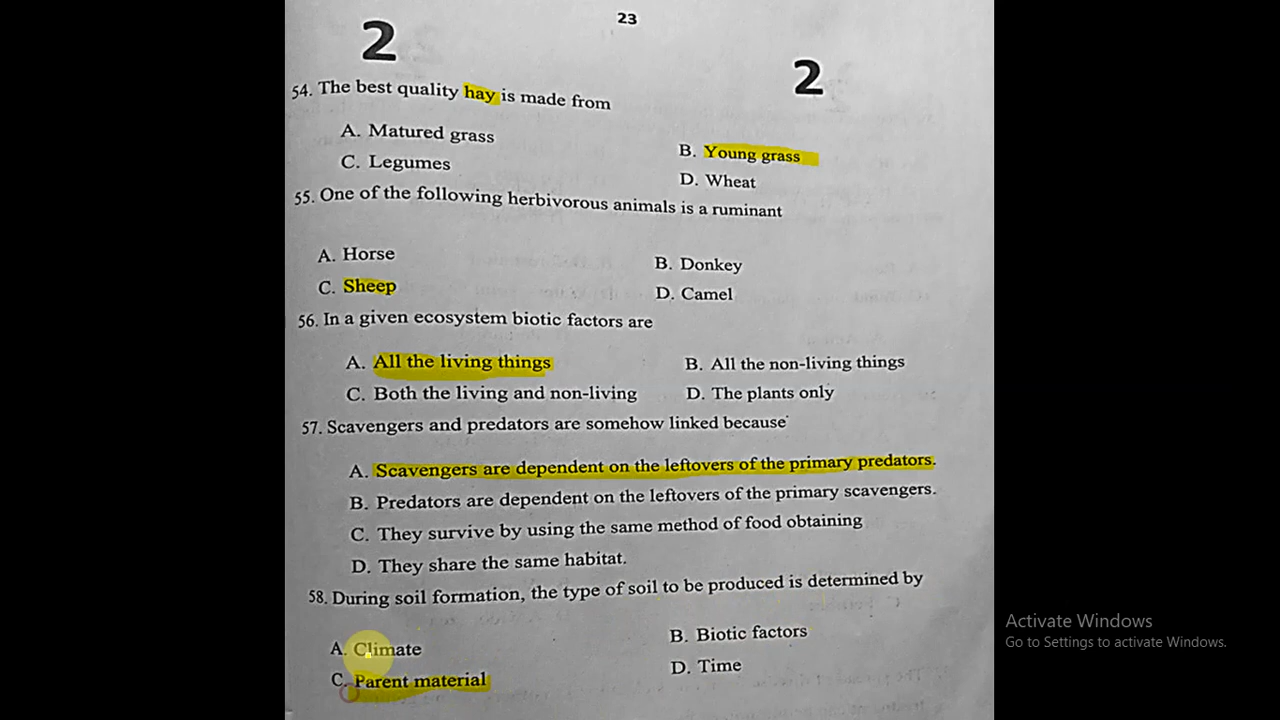 23
2
2
54. The best quality hay is made from
A. Matured grass
B. Young grass
C. Legumes
D. Wheat
55. One of the following herbivorous animals is a ruminant
A. Horse
B. Donkey
C. Sheep
D. Camel
56. In a given ecosystem biotic factors are
A. All the living things
B. All the non-living things
C. Both the living and non-living
D. The plants only
57. Scavengers and predators are somehow linked because
A. Scavengers are dependent on the leftovers of the primary predators.
B. Predators are dependent on the leftovers of the primary scavengers.
C. They survive by using the same method of food obtaining
D. They share the same habitat.
58. During soil formation, the type of soil to be produced is determined by
A. Climate
B. Biotic factors
C. Parent material
D. Time
Activate Windows
Go to Settings to activate Windows.